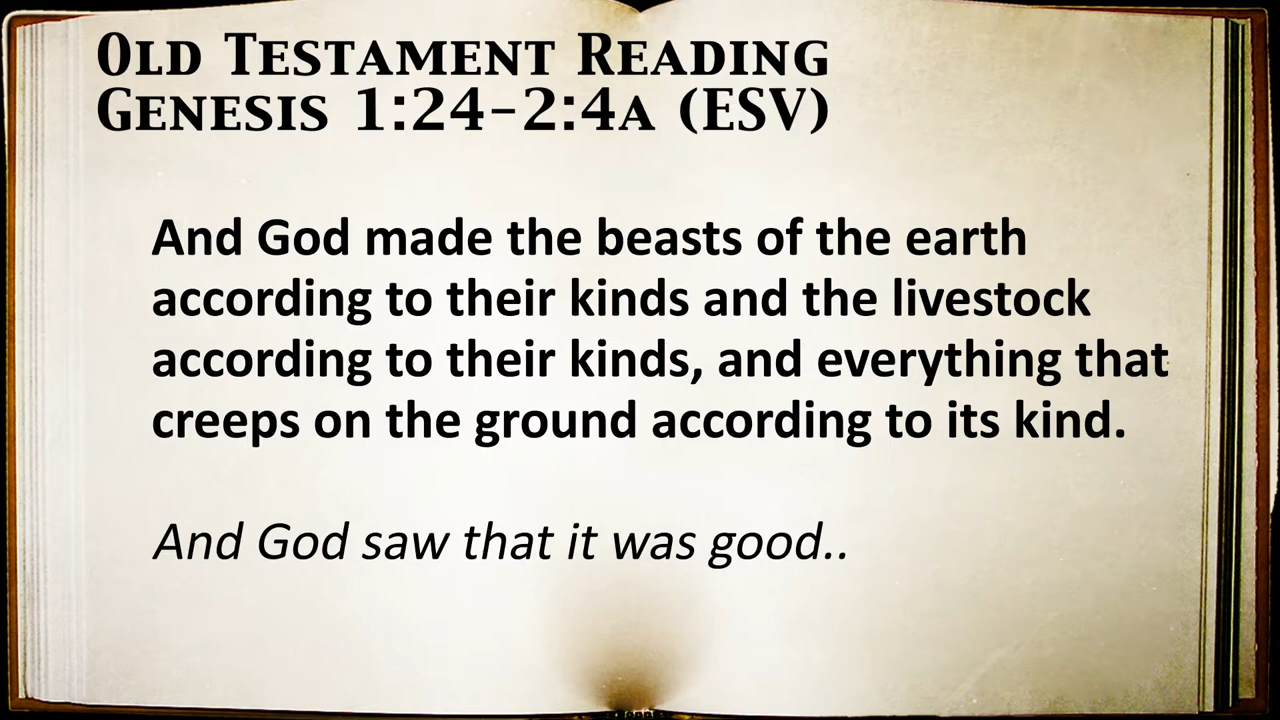 Old Testament Reading
Genesis 1:24–2:4a (ESV)
And God made the beasts of the earth
according to their kinds and the livestock
according to their kinds, and everything that
creeps on the ground according to its kind.
And God saw that it was good..